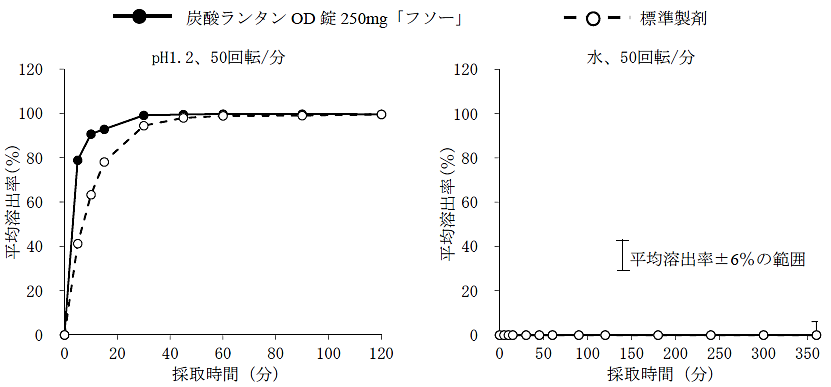 炭酸ランタン OD 錠 250mg「フソー」 標準製剤
pH1.2、50回転/分
平均溶出率(%)
120
100
80
60
40
20
0
0 20 40 60 80 100 120
採取時間（分）
水、50回転/分
平均溶出率(%)
120
100
80
60
40
20
0
平均溶出率±6％の範囲
0 50 100 150 200 250 300 350
採取時間（分）